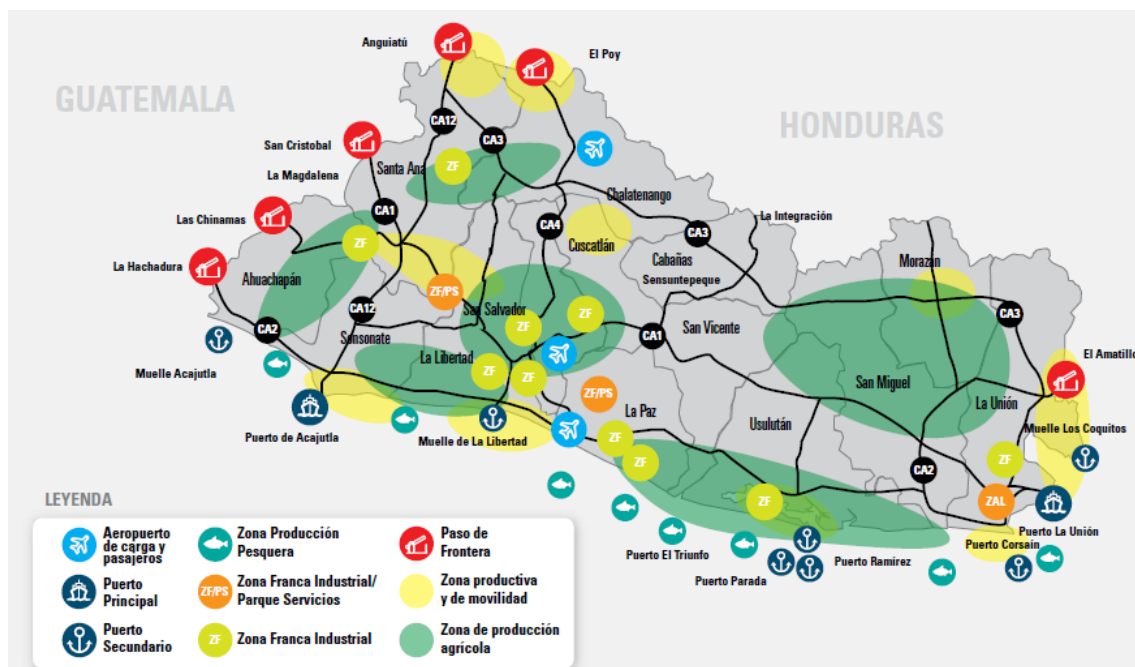 Anguiatú
El Poy
GUATEMALA
HONDURAS
CA12
San Cristobal
CA3
La Magdalena
Santa Ana
ZF
Chalatenango
Las Chinamas
CA1
La Integración
CA4
ZF
Cuscatlán
CA3
Morazán
Cabañas
La Hachadura
Ahuachapán
Sensuntepeque
ZF/PS
San Salvador
CA12
ZF
CA3
CA2
Sonsonate
ZF
CA1
San Vicente
Muelle Acajutla
La Libertad
El Amatillo
ZF
ZF
San Miguel
ZF/PS
La Unión
La Paz
Usulután
Muelle Los Coquitos
Puerto de Acajutla
Muelle de La Libertad
ZF
ZF
ZF
CA2
LEYENDA
ZF
ZAL
Puerto La Unión
Puerto El Triunfo
Puerto Ramírez
Puerto Corsain
Puerto Parada
Aeropuerto
de carga y
pasajeros
Zona Producción
Pesquera
Paso de
Frontera
Puerto
Principal
ZF/PS
Zona Franca Industrial/
Parque Servicios
Zona productiva
y de movilidad
Puerto
Secundario
ZF
Zona Franca Industrial
Zona de producción
agrícola